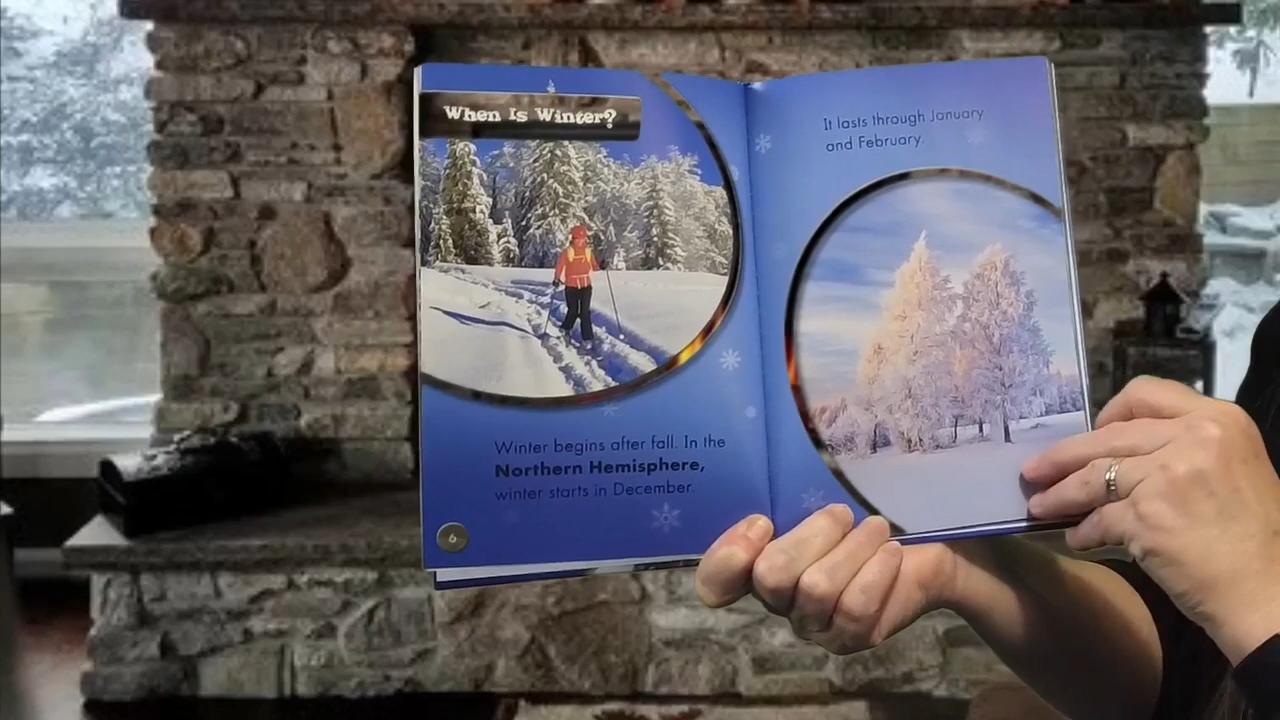 When Is Winter?
Winter begins after fall. In the
Northern Hemisphere,
winter starts in December.
6
It lasts through January
and February.